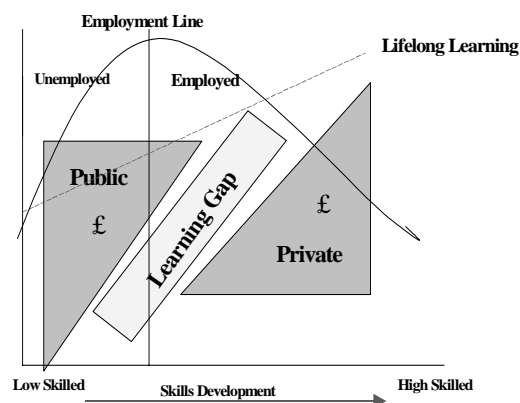 Employment Line
Lifelong Learning
Unemployed
Employed
Public
£
Learning Gap
£
Private
Low Skilled
Skills Development
High Skilled